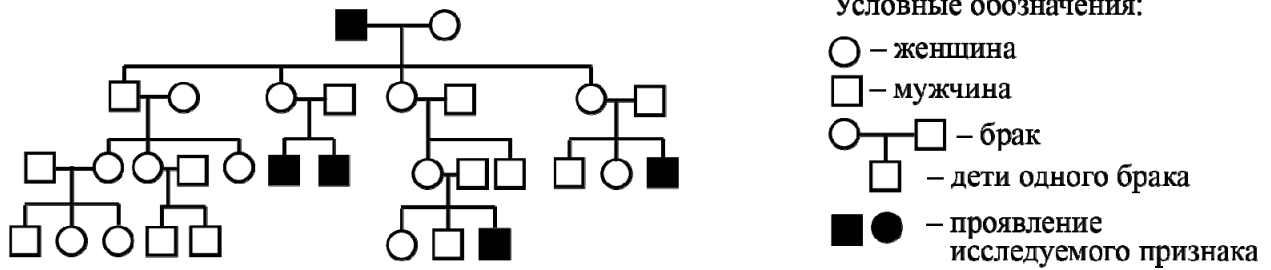 Условные обозначения:
– женщина
– мужчина
– брак
– дети одного брака
– проявление
исследуемого признака